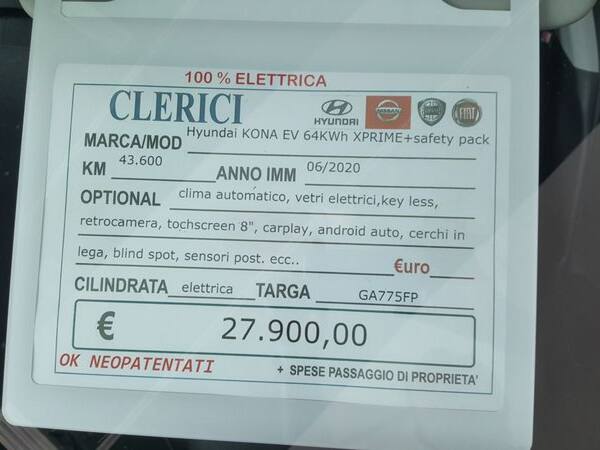 100 % ELETTRICA
CLERICI
HYUNDAI NISSAN FIAT
MARCA/MOD Hyundai KONA EV 64KWh XPRIME+safety pack
KM 43.600 ANNO IMM 06/2020
OPTIONAL clima automatico, vetri elettrici,key less,
retrocamera, tochscreen 8", carplay, android auto, cerchi in
lega, blind spot, sensori post. ecc.. €uro
CILINDRATA elettrica TARGA GA775FP
€ 27.900,00
OK NEOPATENTATI + SPESE PASSAGGIO DI PROPRIETA'